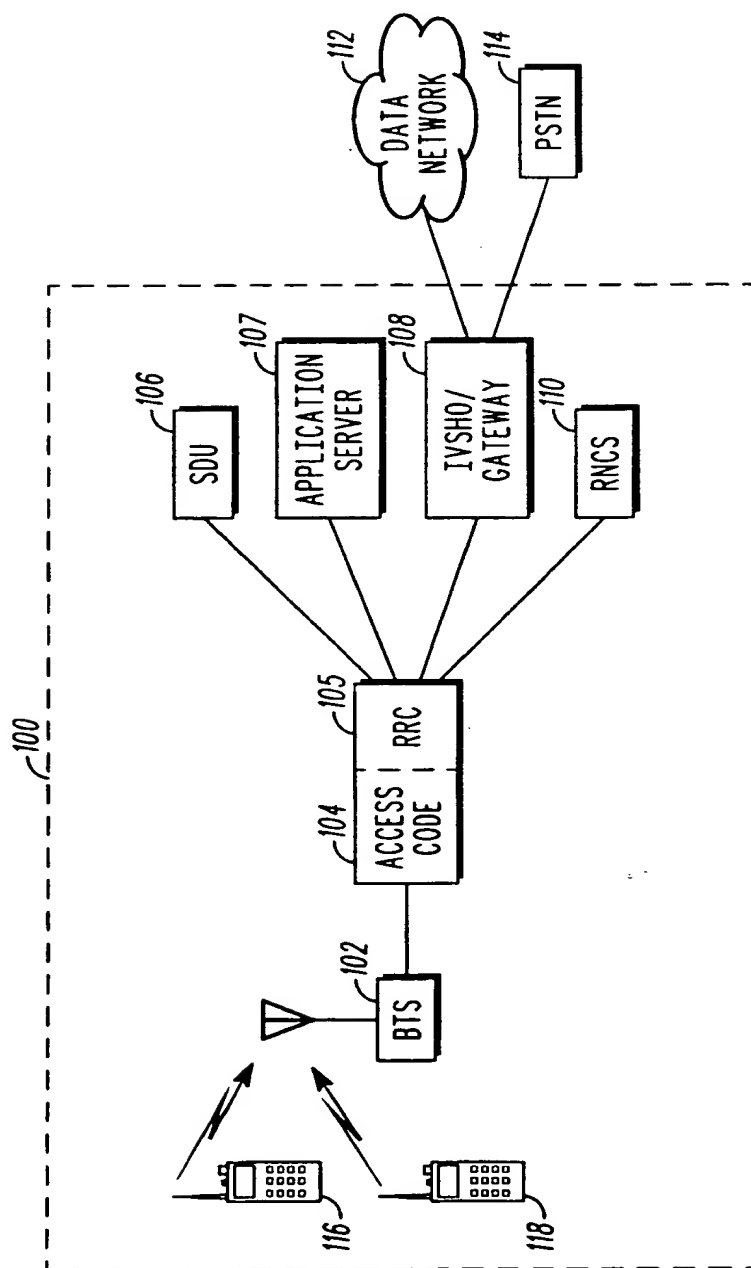 100
116
118
102
BTS
104
ACCESS
CODE
105
RRC
106
SDU
107
APPLICATION
SERVER
108
IVSHO/
GATEWAY
110
RNCS
112
DATA
NETWORK
114
PSTN